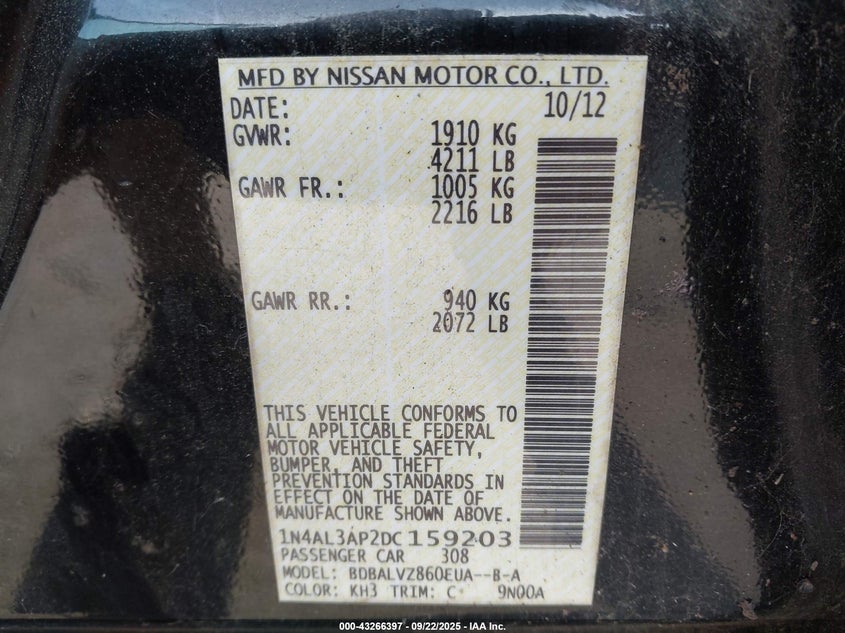 MFD BY NISSAN MOTOR CO., LTD.
DATE: 10/12
GVWR: 1910 KG
4211 LB
GAWR FR.: 1005 KG
2216 LB
GAWR RR.: 940 KG
2072 LB
THIS VEHICLE CONFORMS TO
ALL APPLICABLE FEDERAL
MOTOR VEHICLE SAFETY,
BUMPER, AND THEFT
PREVENTION STANDARDS IN
EFFECT ON THE DATE OF
MANUFACTURE SHOWN ABOVE.
1N4AL3AP2DC159203
PASSENGER CAR 308
MODEL: BDBALVZ860EUA--B-A
COLOR: KH3 TRIM: C 9N00A
000-43266397 - 09/22/2025 - IAA Inc.